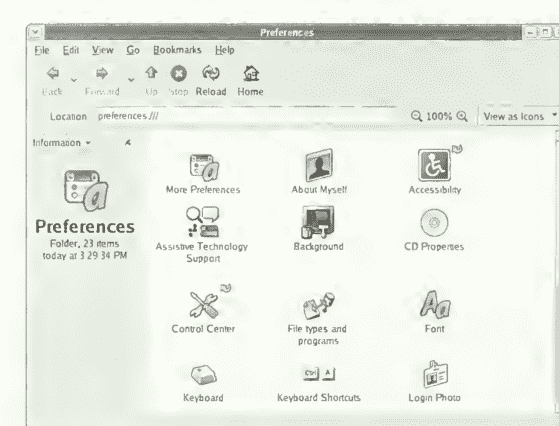 Preferences
File Edit View Go Bookmarks Help
Back Forward Up Stop Reload Home
Location preferences:/// 100% View as Icons
Information
Preferences
Folder, 23 items
today at 3 29 34 PM
More Preferences About Myself Accessibility
Assistive Technology
Support
Background CD Properties
Control Center File types and
programs
Font
Keyboard Keyboard Shortcuts Login Photo